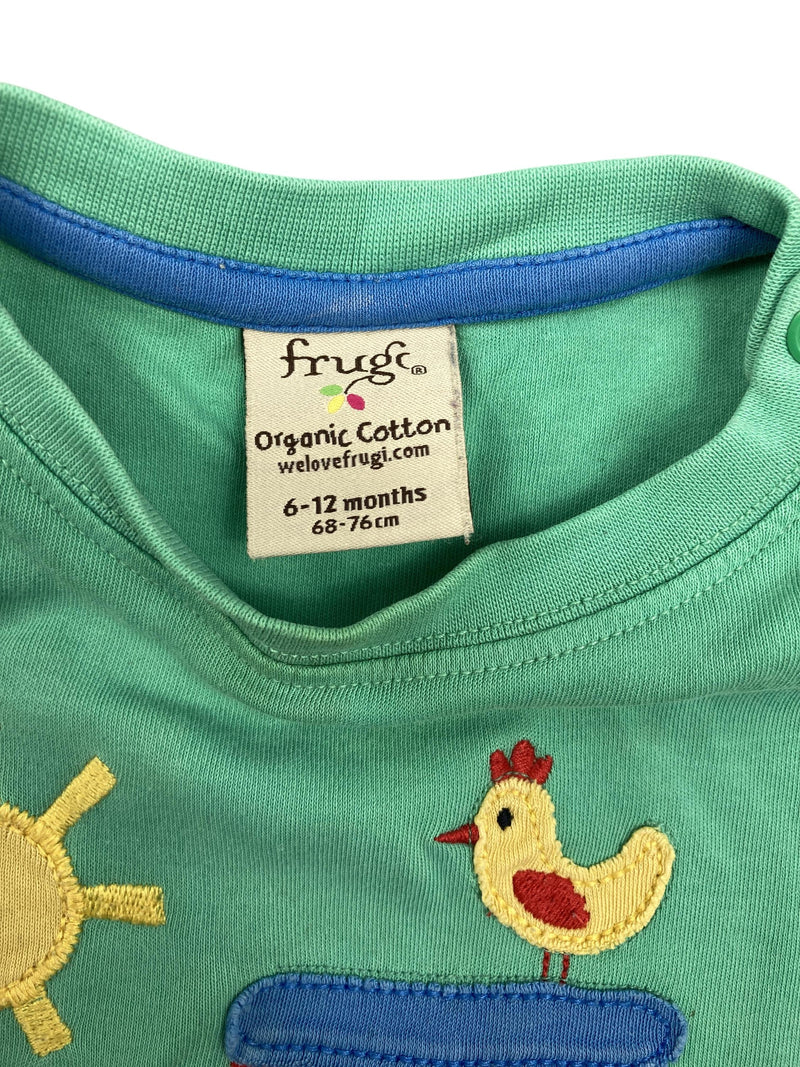 frugi®
Organic Cotton
welovefrugi.com
6-12 months
68-76cm